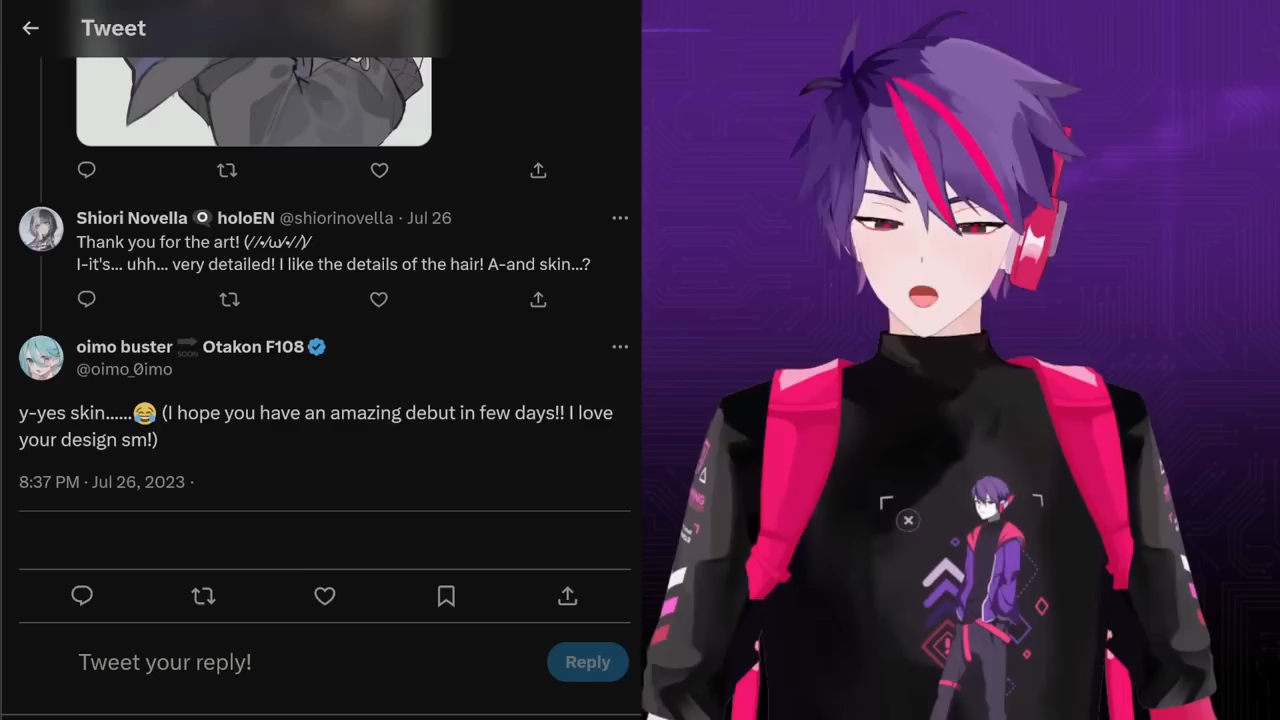 Tweet
Shiori Novella holoEN @shiorinovella · Jul 26
Thank you for the art! (//•/ω/•//)/
I-it's... uhh... very detailed! I like the details of the hair! A-and skin...?
oimo buster SOON Otakon F108
@oimo_0imo
y-yes skin......😂 (I hope you have an amazing debut in few days!! I love
your design sm!)
8:37 PM · Jul 26, 2023 ·
Tweet your reply!
Reply